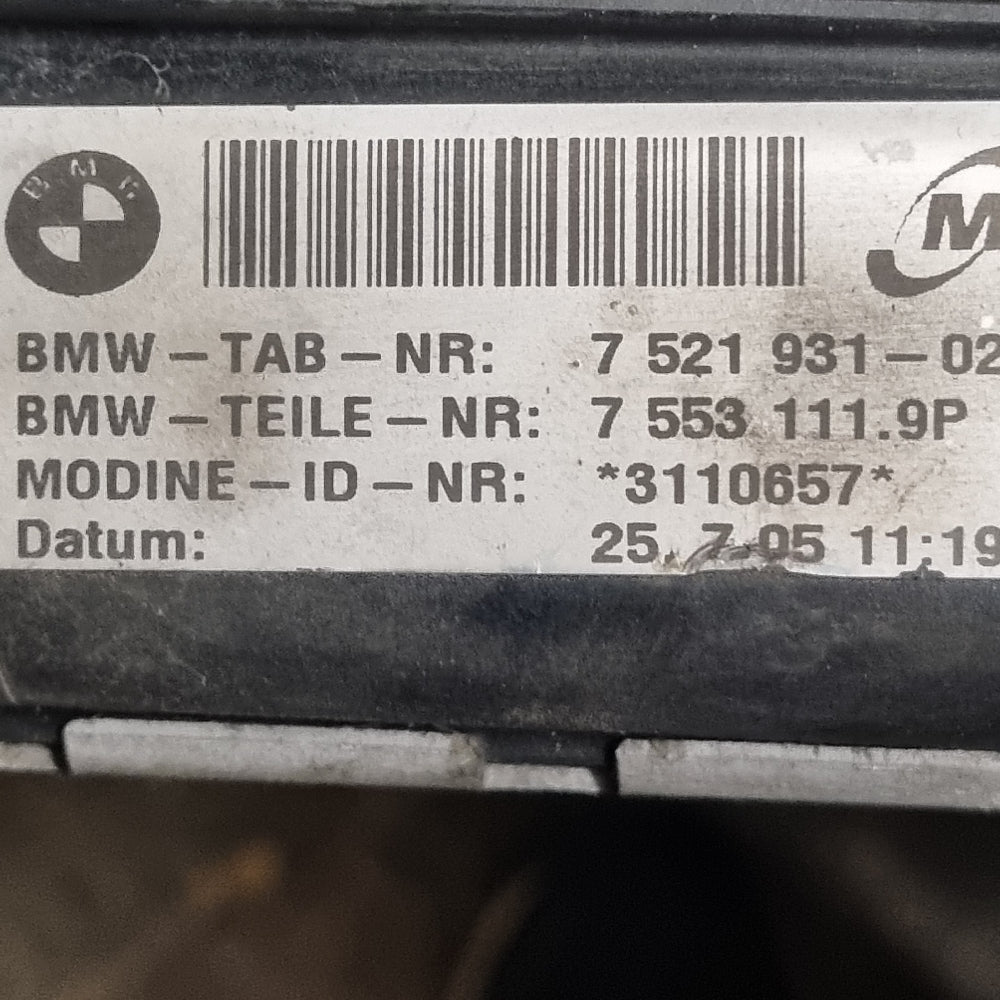 BMW
M
BMW–TAB–NR: 7 521 931–02
BMW–TEILE–NR: 7 553 111.9P
MODINE–ID–NR: *3110657*
Datum: 25. 7.05 11:19